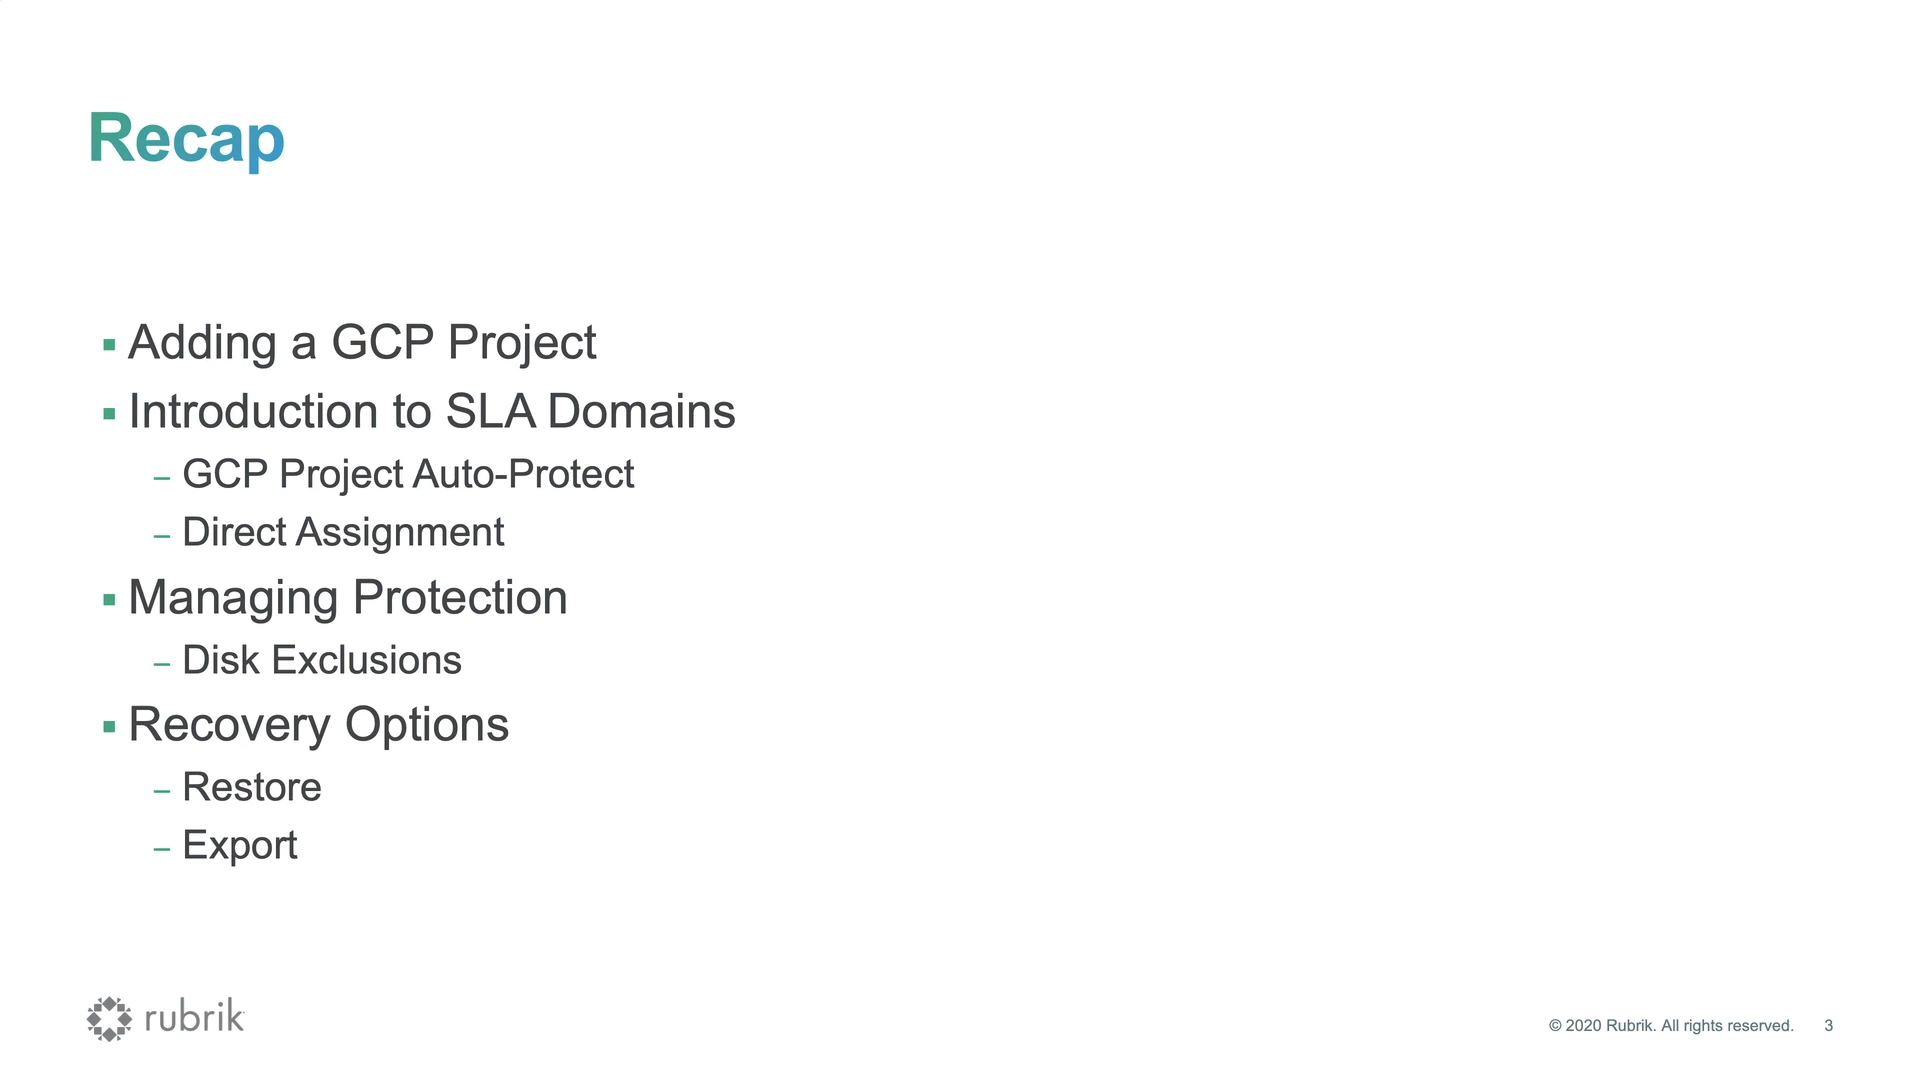 Recap
▪ Adding a GCP Project
▪ Introduction to SLA Domains
– GCP Project Auto-Protect
– Direct Assignment
▪ Managing Protection
– Disk Exclusions
▪ Recovery Options
– Restore
– Export
rubrik
© 2020 Rubrik. All rights reserved. 3